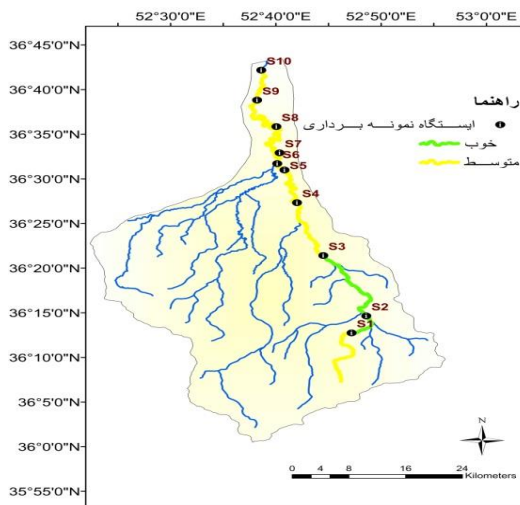 52°30'0"E 52°40'0"E 52°50'0"E 53°0'0"E
36°45'0"N
36°40'0"N
36°35'0"N
36°30'0"N
36°25'0"N
36°20'0"N
36°15'0"N
36°10'0"N
36°5'0"N
36°0'0"N
35°55'0"N
S10
S9
S8
S7
S6
S5
S4
S3
S2
S1
راهنما
ایستگاه نمونه برداری
خوب
متوسط
N
0 4 8 16 24
Kilometers